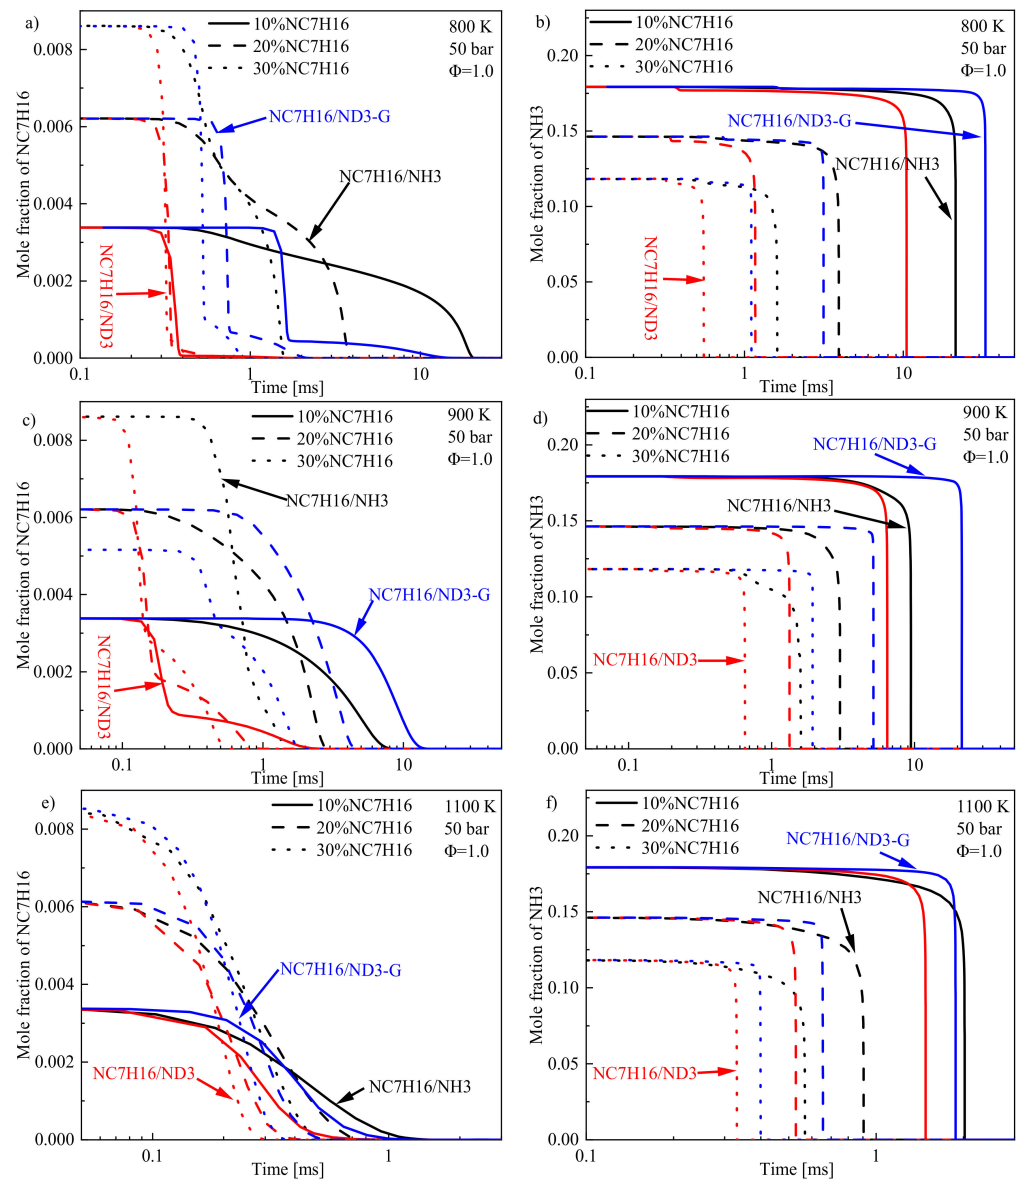 a)
10%NC7H16
20%NC7H16
30%NC7H16
800 K
50 bar
Φ=1.0
NC7H16/ND3-G
NC7H16/NH3
NC7H16/ND3
Mole fraction of NC7H16
0.008
0.006
0.004
0.002
0.000
0.1
1
10
Time [ms]
b)
10%NC7H16
20%NC7H16
30%NC7H16
800 K
50 bar
Φ=1.0
NC7H16/ND3-G
NC7H16/NH3
NC7H16/ND3
Mole fraction of NH3
0.20
0.15
0.10
0.05
0.00
0.1
1
10
Time [ms]
c)
10%NC7H16
20%NC7H16
30%NC7H16
900 K
50 bar
Φ=1.0
NC7H16/NH3
NC7H16/ND3-G
NC7H16/ND3
Mole fraction of NC7H16
0.008
0.006
0.004
0.002
0.000
0.1
1
10
Time [ms]
d)
10%NC7H16
20%NC7H16
30%NC7H16
900 K
50 bar
Φ=1.0
NC7H16/ND3-G
NC7H16/NH3
NC7H16/ND3
Mole fraction of NH3
0.20
0.15
0.10
0.05
0.00
0.1
1
10
Time [ms]
e)
10%NC7H16
20%NC7H16
30%NC7H16
1100 K
50 bar
Φ=1.0
NC7H16/ND3-G
NC7H16/ND3
NC7H16/NH3
Mole fraction of NC7H16
0.008
0.006
0.004
0.002
0.000
0.1
1
Time [ms]
f)
10%NC7H16
20%NC7H16
30%NC7H16
1100 K
50 bar
Φ=1.0
NC7H16/ND3-G
NC7H16/NH3
NC7H16/ND3
Mole fraction of NH3
0.20
0.15
0.10
0.05
0.00
1
Time [ms]